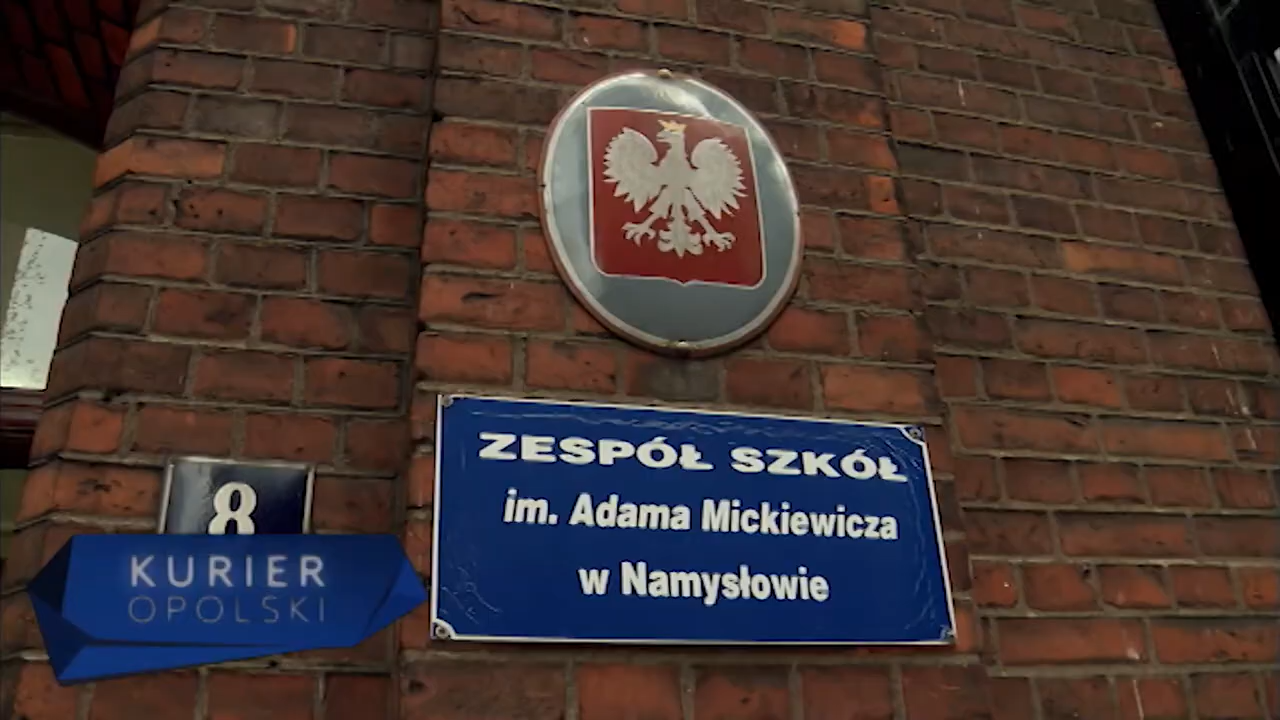 ZESPÓŁ SZKÓŁ
im. Adama Mickiewicza
w Namysłowie
8
KURIER
OPOLSKI